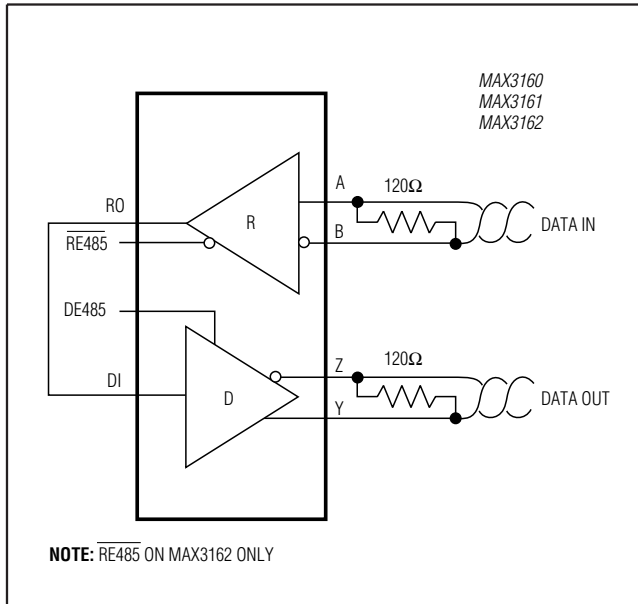 MAX3160
MAX3161
MAX3162
A
120Ω
RO
R
DATA IN
RE485
B
DE485
Z
120Ω
DI
D
DATA OUT
Y
NOTE: RE485 ON MAX3162 ONLY